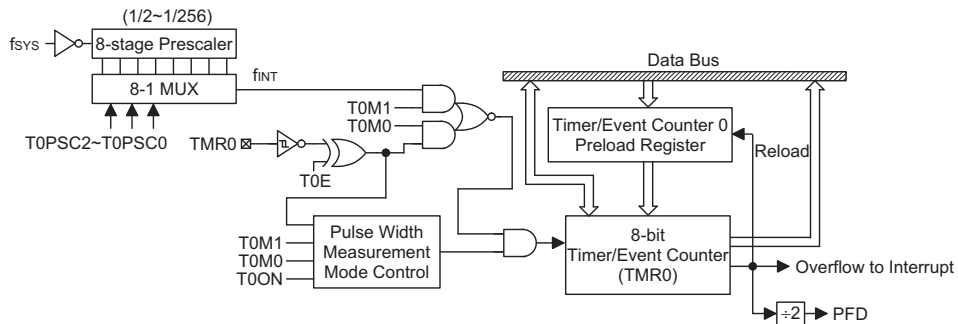 (1/2~1/256)
fSYS
8-stage Prescaler
8-1 MUX
fINT
T0PSC2~T0PSC0
TMR0
T0E
T0M1
T0M0
Data Bus
Timer/Event Counter 0
Preload Register
Reload
T0M1
T0M0
T0ON
Pulse Width
Measurement
Mode Control
8-bit
Timer/Event Counter
(TMR0)
Overflow to Interrupt
÷2
PFD